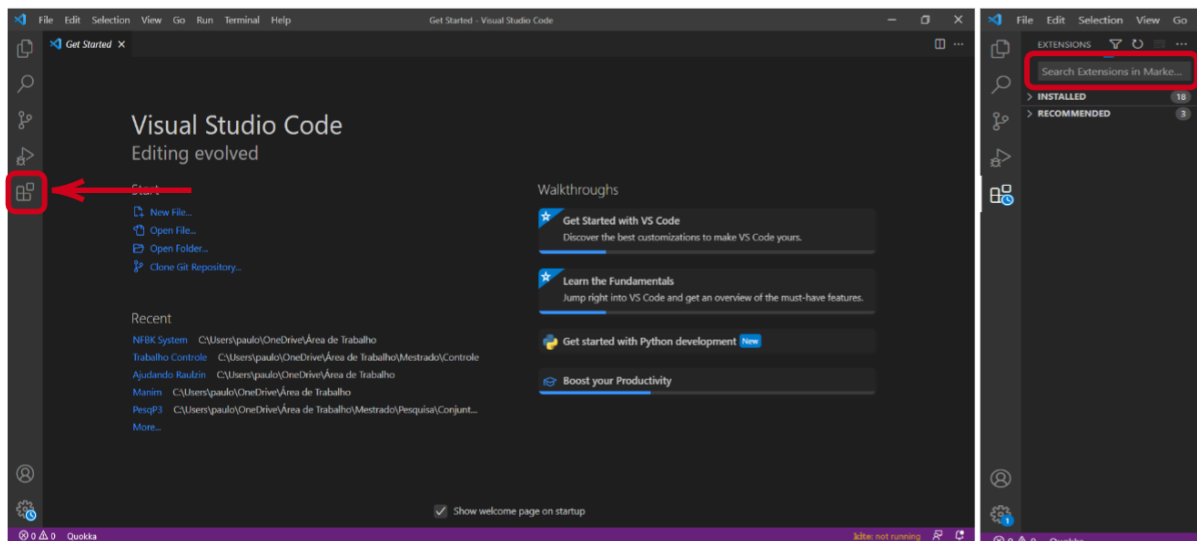 File Edit Selection View Go Run Terminal Help Get Started - Visual Studio Code
Get Started
Visual Studio Code
Editing evolved
Start
New File...
Open File...
Open Folder...
Clone Git Repository...
Recent
NFBK System C:\Users\paulo\OneDrive\Área de Trabalho
Trabalho Controle C:\Users\paulo\OneDrive\Área de Trabalho\Mestrado\Controle
Ajudando Raulzin C:\Users\paulo\OneDrive\Área de Trabalho
Manim C:\Users\paulo\OneDrive\Área de Trabalho
PesqP3 C:\Users\paulo\OneDrive\Área de Trabalho\Mestrado\Pesquisa\Conjunt...
More...
Walkthroughs
Get Started with VS Code
Discover the best customizations to make VS Code yours.
Learn the Fundamentals
Jump right into VS Code and get an overview of the must-have features.
Get started with Python development New
Boost your Productivity
Show welcome page on startup
0 0 Quokka kite: not running
File Edit Selection View Go
EXTENSIONS
Search Extensions in Marke...
INSTALLED 18
RECOMMENDED 3
1
0 0 Quokka